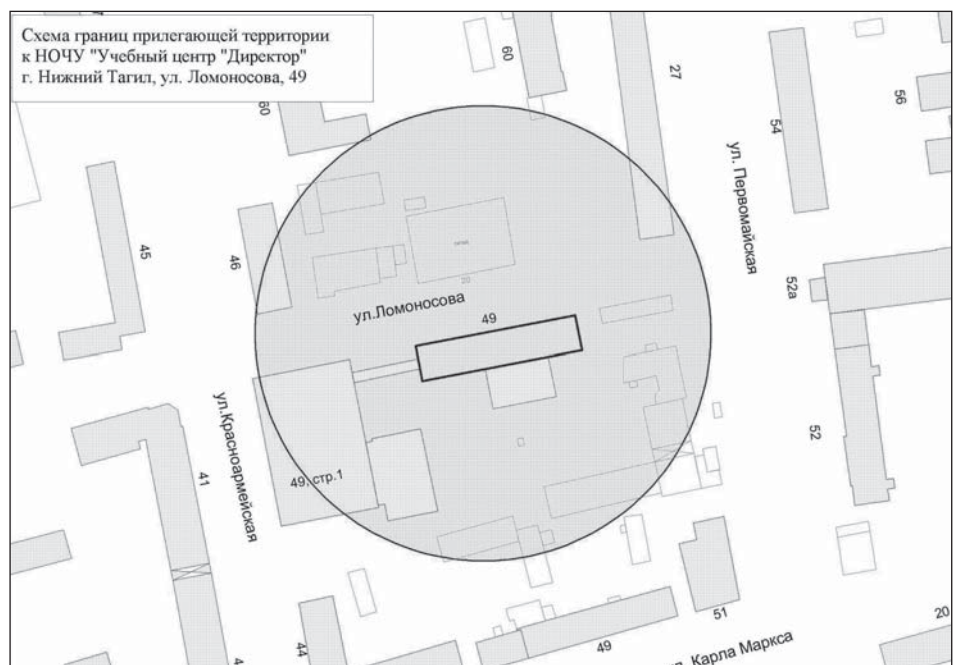 Схема границ прилегающей территории
к НОЧУ "Учебный центр "Директор"
г. Нижний Тагил, ул. Ломоносова, 49
60
60
27
54
56
ул. Первомайская
45
46
52а
ул.Ломоносова
49
20
ул.Красноармейская
41
49, стр.1
52
51
49
44
20
Карла Маркса